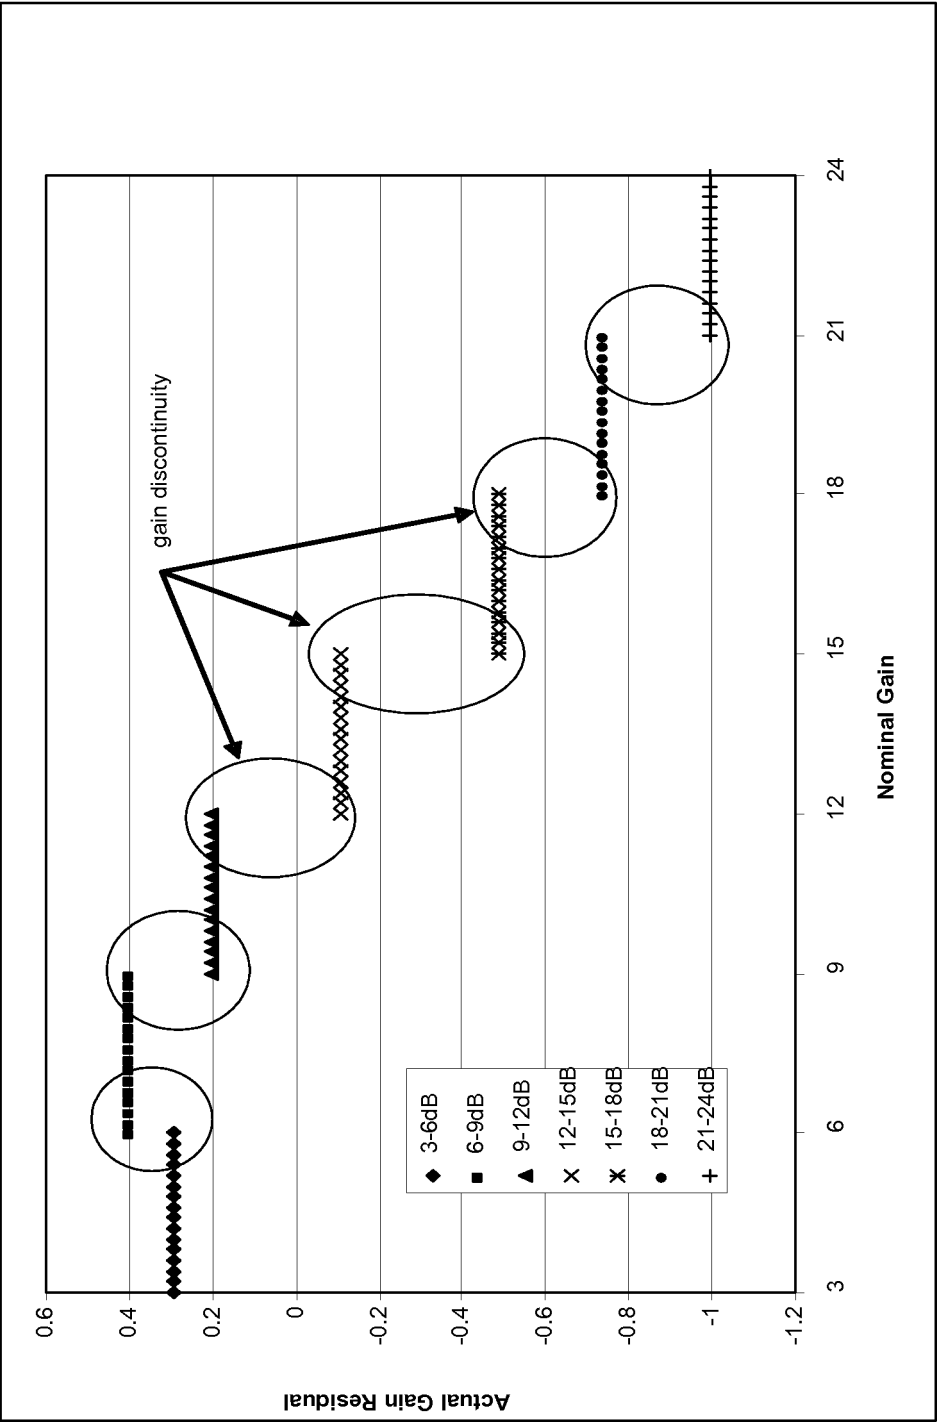 gain discontinuity
0.6
0.4
0.2
0
-0.2
-0.4
-0.6
-0.8
-1
-1.2
Actual Gain Residual
3
6
9
12
15
18
21
24
Nominal Gain
3-6dB
6-9dB
9-12dB
12-15dB
15-18dB
18-21dB
21-24dB